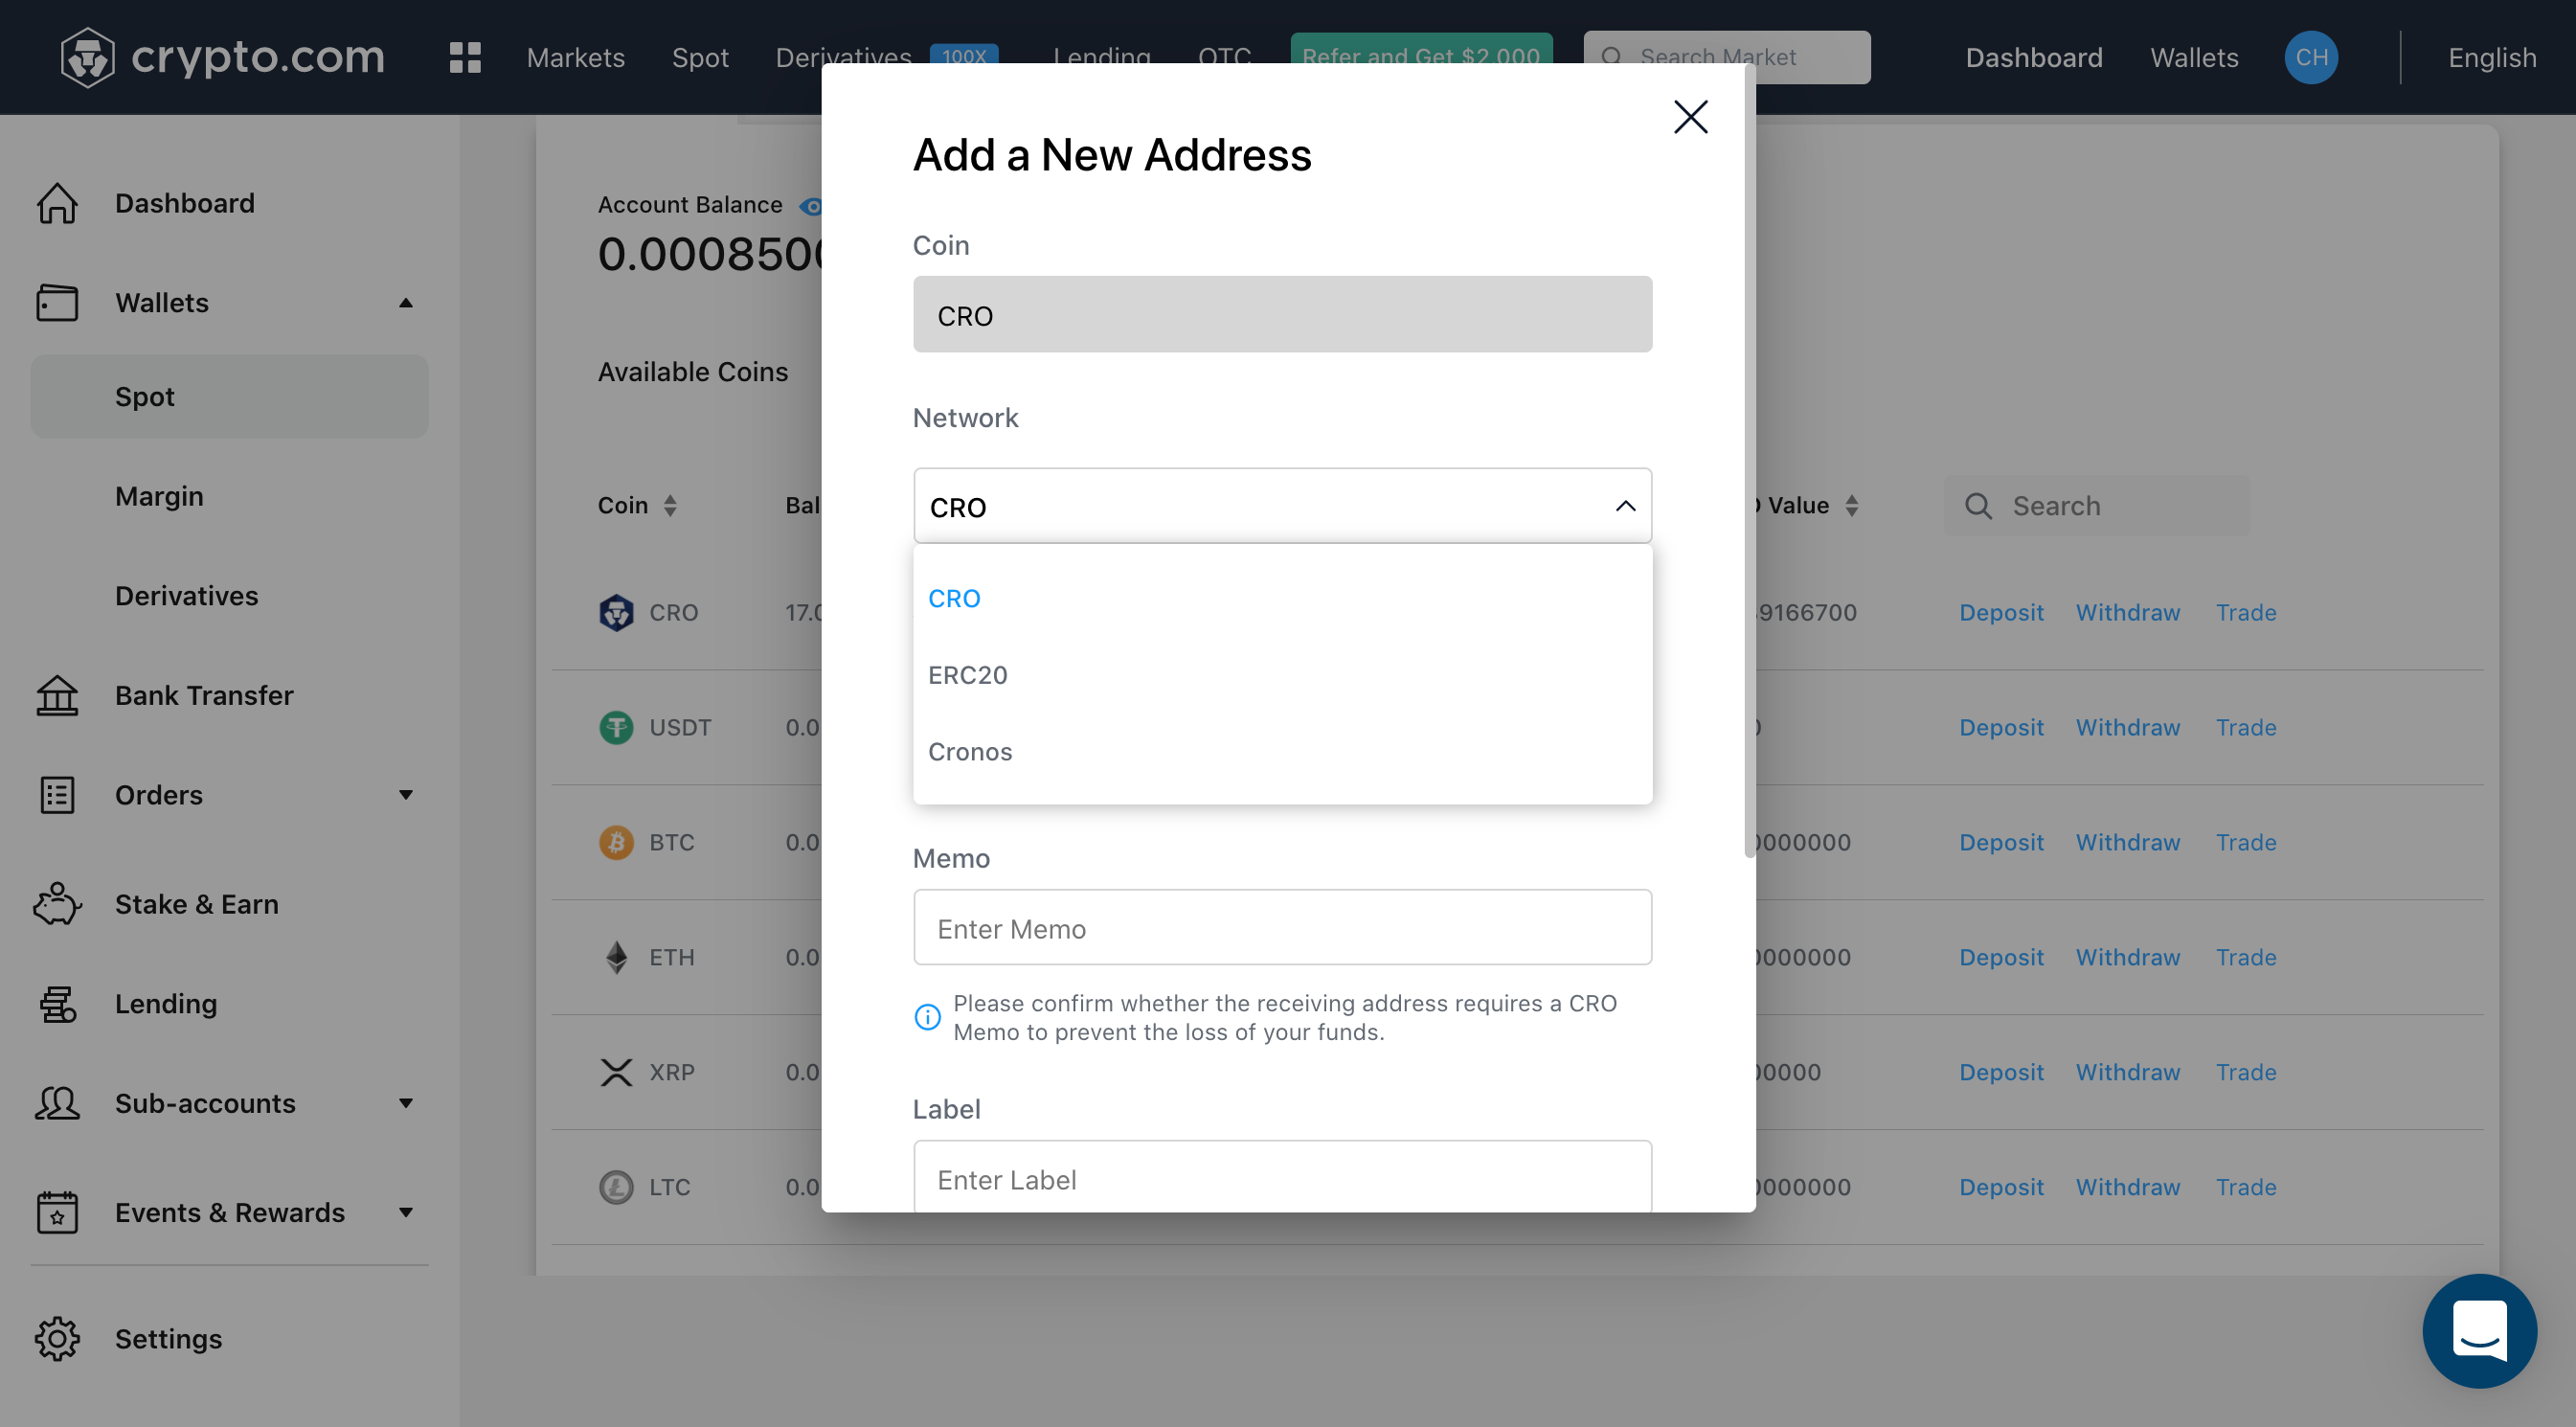 crypto.com
Markets
Spot
Derivatives
100X
Lending
OTC
Refer and Get $2,000
Search Market
Dashboard
Wallets
CH
English
Dashboard
Wallets
Spot
Margin
Derivatives
Bank Transfer
Orders
Stake & Earn
Lending
Sub-accounts
Events & Rewards
Settings
Account Balance
0.000850
Available Coins
Coin
Bal
Value
Search
CRO
17.0
9166700
Deposit Withdraw Trade
USDT
0.0
Deposit Withdraw Trade
BTC
0.0
0000000
Deposit Withdraw Trade
ETH
0.0
0000000
Deposit Withdraw Trade
XRP
0.0
00000
Deposit Withdraw Trade
LTC
0.0
0000000
Deposit Withdraw Trade
Add a New Address
Coin
CRO
Network
CRO
CRO
ERC20
Cronos
Memo
Enter Memo
Please confirm whether the receiving address requires a CRO
Memo to prevent the loss of your funds.
Label
Enter Label